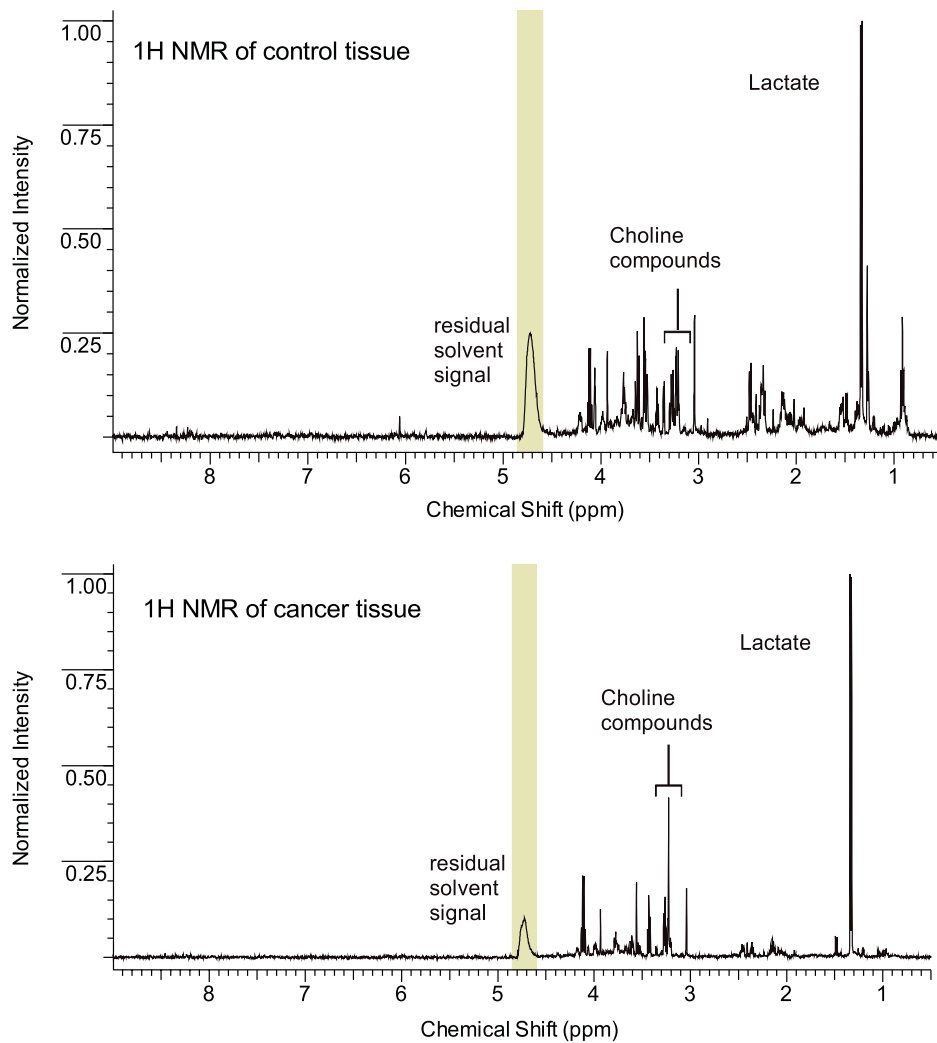 1H NMR of control tissue
Normalized Intensity
1.00
0.75
0.50
0.25
Lactate
Choline
compounds
residual
solvent
signal
8 7 6 5 4 3 2 1
Chemical Shift (ppm)
1H NMR of cancer tissue
Normalized Intensity
1.00
0.75
0.50
0.25
Lactate
Choline
compounds
residual
solvent
signal
8 7 6 5 4 3 2 1
Chemical Shift (ppm)